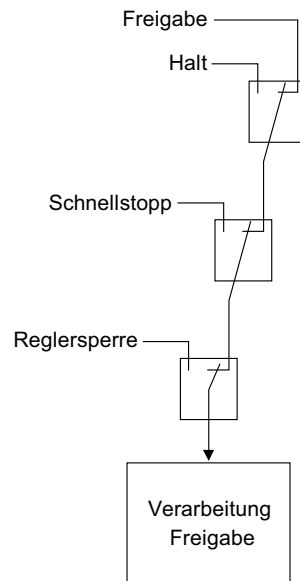 Freigabe
Halt
Schnellstopp
Reglersperre
Verarbeitung
Freigabe